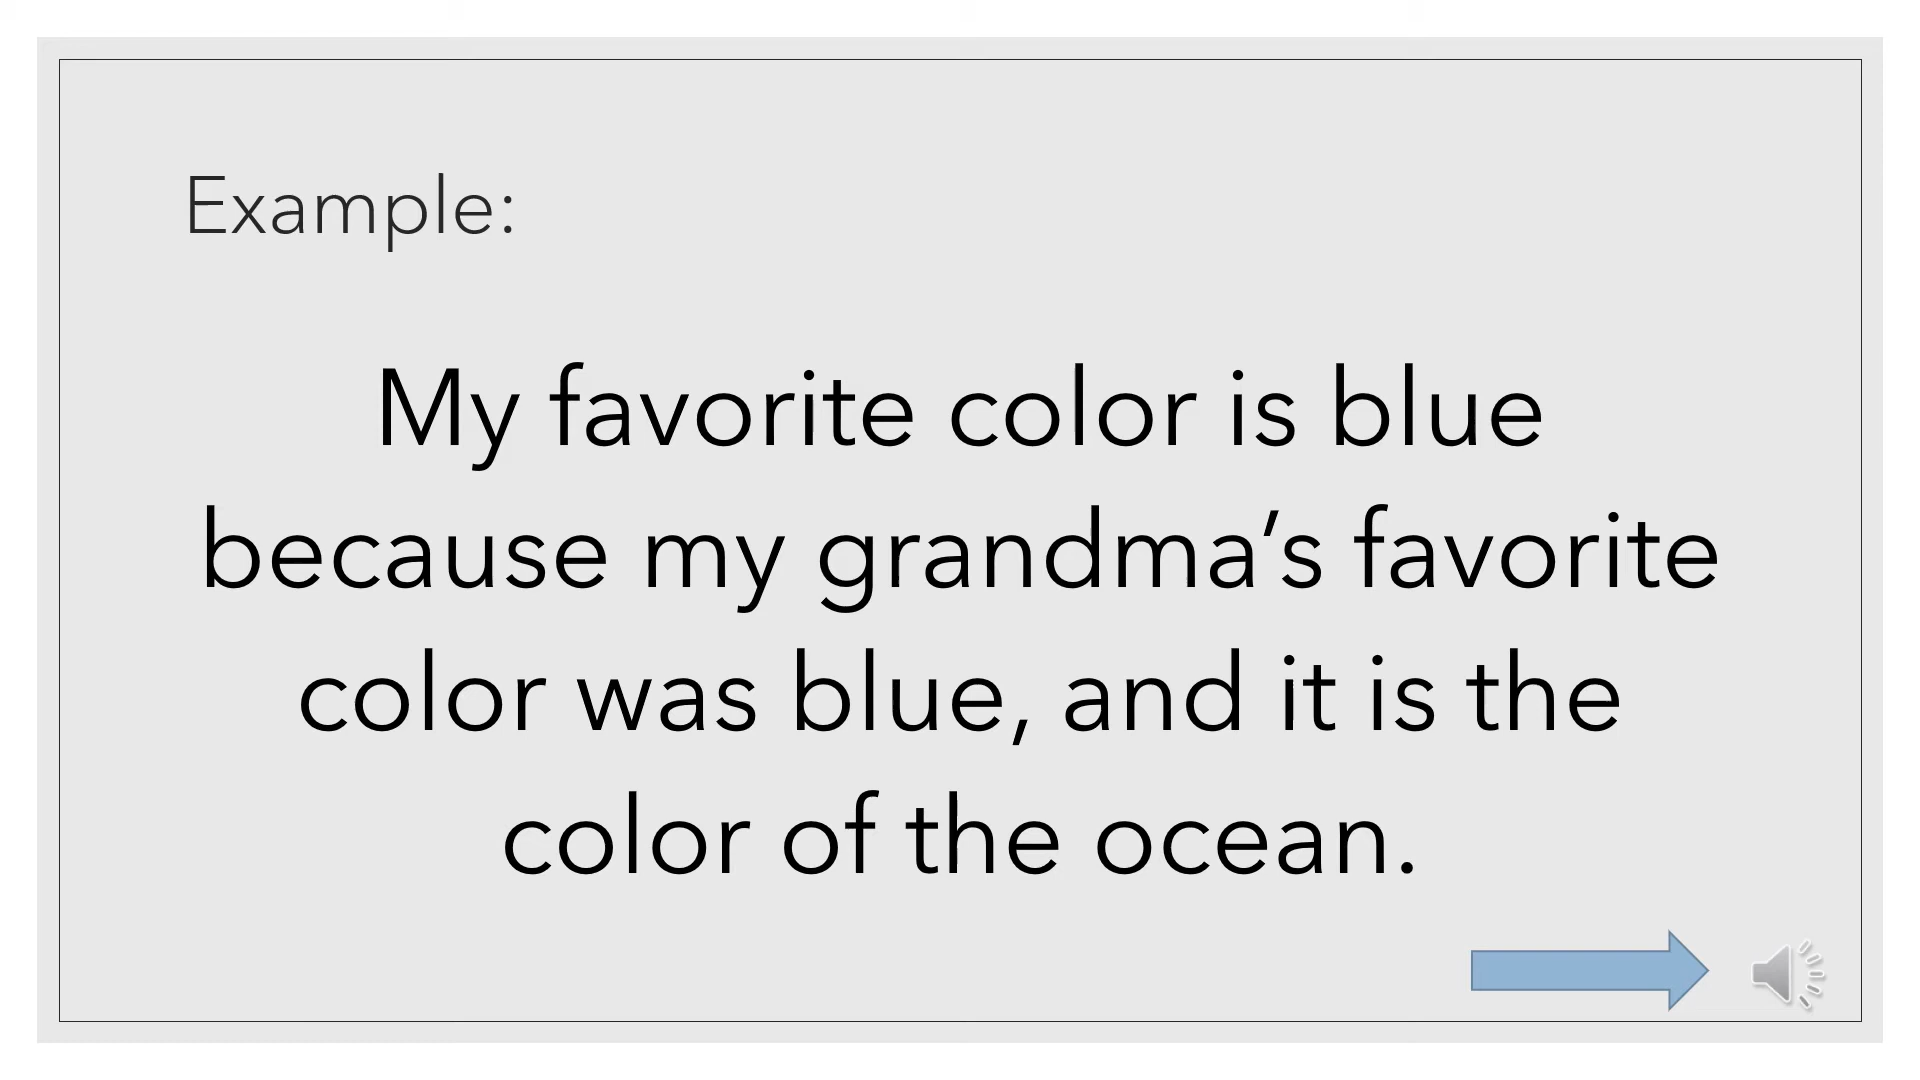 Example:
My favorite color is blue
because my grandma’s favorite
color was blue, and it is the
color of the ocean.